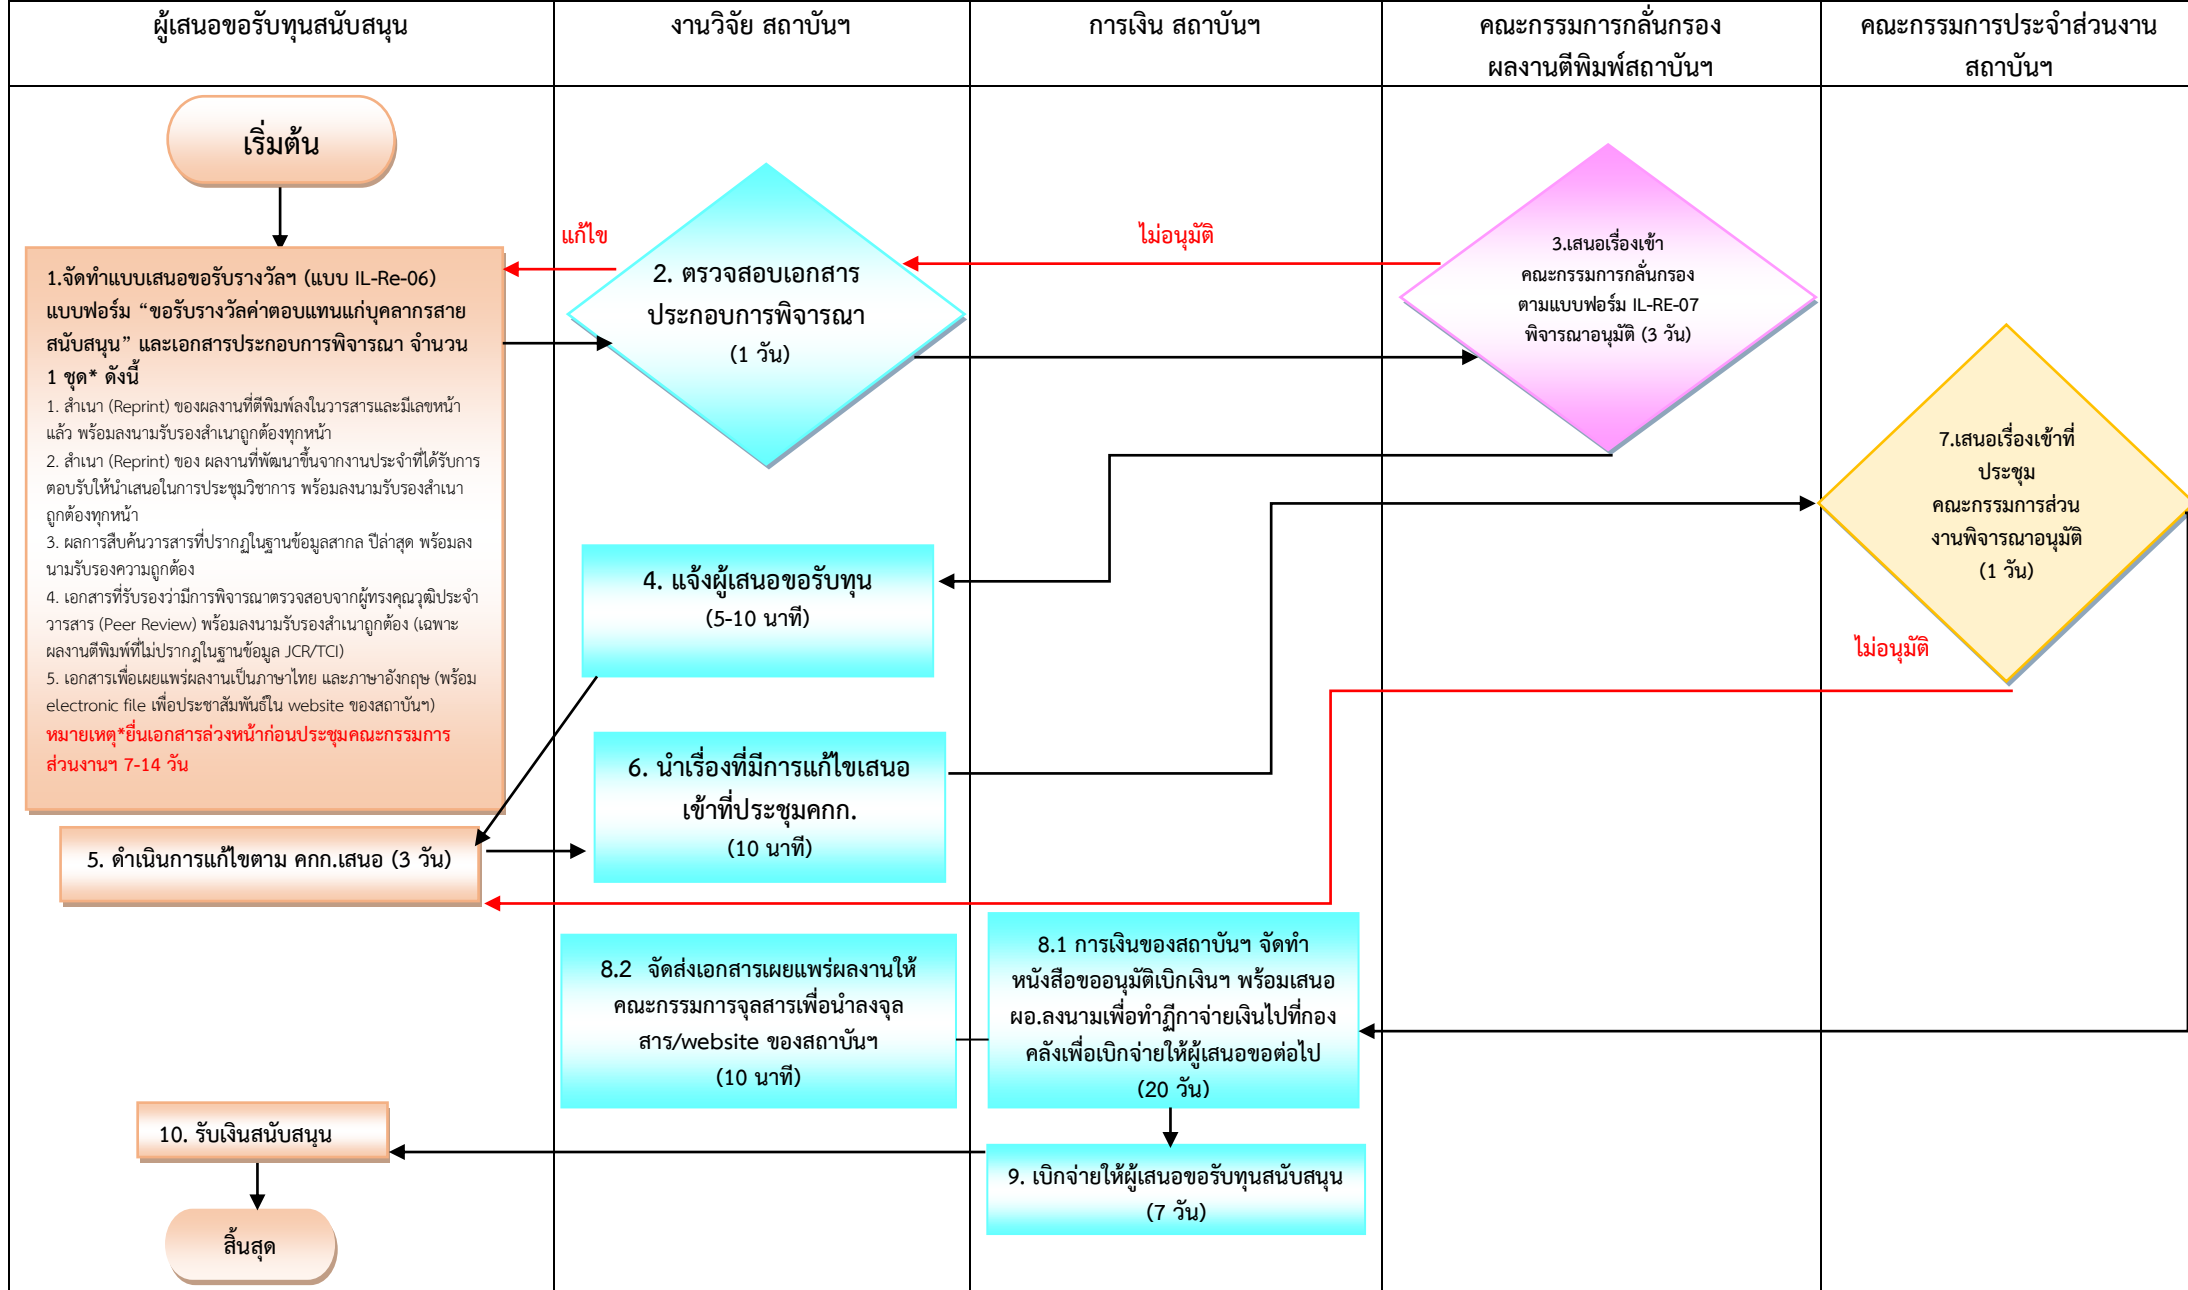 ผู้เสนอขอรับทุนสนับสนุน
งานวิจัย สถาบันฯ
การเงิน สถาบันฯ
คณะกรรมการกลั่นกรอง
ผลงานตีพิมพ์สถาบันฯ
คณะกรรมการประจำส่วนงาน
สถาบันฯ
เริ่มต้น
1.จัดทำแบบเสนอขอรับรางวัลฯ (แบบ IL-Re-06)
แบบฟอร์ม “ขอรับรางวัลค่าตอบแทนแก่บุคลากรสาย
สนับสนุน” และเอกสารประกอบการพิจารณา จำนวน
1 ชุด* ดังนี้
1. สำเนา (Reprint) ของผลงานที่ตีพิมพ์ลงในวารสารและมีเลขหน้า
แล้ว พร้อมลงนามรับรองสำเนาถูกต้องทุกหน้า
2. สำเนา (Reprint) ของ ผลงานที่พัฒนาขึ้นจากงานประจำที่ได้รับการ
ตอบรับให้นำเสนอในการประชุมวิชาการ พร้อมลงนามรับรองสำเนา
ถูกต้องทุกหน้า
3. ผลการสืบค้นวารสารที่ปรากฏในฐานข้อมูลสากล ปีล่าสุด พร้อมลง
นามรับรองความถูกต้อง
4. เอกสารที่รับรองว่ามีการพิจารณาตรวจสอบจากผู้ทรงคุณวุฒิประจำ
วารสาร (Peer Review) พร้อมลงนามรับรองสำเนาถูกต้อง (เฉพาะ
ผลงานตีพิมพ์ที่ไม่ปรากฎในฐานข้อมูล JCR/TCI)
5. เอกสารเพื่อเผยแพร่ผลงานเป็นภาษาไทย และภาษาอังกฤษ (พร้อม
electronic file เพื่อประชาสัมพันธ์ใน website ของสถาบันฯ)
หมายเหตุ*ยื่นเอกสารล่วงหน้าก่อนประชุมคณะกรรมการ
ส่วนงานฯ 7-14 วัน
แก้ไข
2. ตรวจสอบเอกสาร
ประกอบการพิจารณา
(1 วัน)
ไม่อนุมัติ
3.เสนอเรื่องเข้า
คณะกรรมการกลั่นกรอง
ตามแบบฟอร์ม IL-RE-07
พิจารณาอนุมัติ (3 วัน)
4. แจ้งผู้เสนอขอรับทุน
(5-10 นาที)
5. ดำเนินการแก้ไขตาม คกก.เสนอ (3 วัน)
6. นำเรื่องที่มีการแก้ไขเสนอ
เข้าที่ประชุมคกก.
(10 นาที)
7.เสนอเรื่องเข้าที่
ประชุม
คณะกรรมการส่วน
งานพิจารณาอนุมัติ
(1 วัน)
ไม่อนุมัติ
8.1 การเงินของสถาบันฯ จัดทำ
หนังสือขออนุมัติเบิกเงินฯ พร้อมเสนอ
ผอ.ลงนามเพื่อทำฏีกาจ่ายเงินไปที่กอง
คลังเพื่อเบิกจ่ายให้ผู้เสนอขอต่อไป
(20 วัน)
8.2 จัดส่งเอกสารเผยแพร่ผลงานให้
คณะกรรมการจุลสารเพื่อนำลงจุล
สาร/website ของสถาบันฯ
(10 นาที)
9. เบิกจ่ายให้ผู้เสนอขอรับทุนสนับสนุน
(7 วัน)
10. รับเงินสนับสนุน
สิ้นสุด